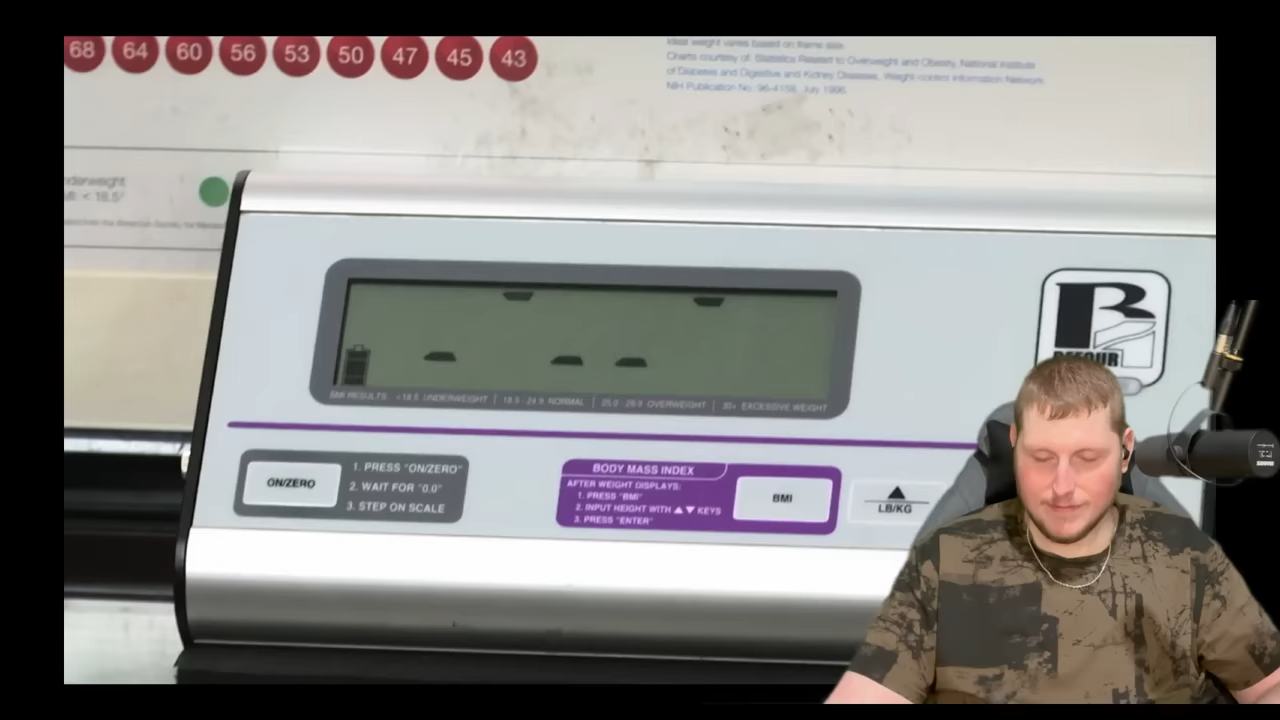 68 64 60 56 53 50 47 45 43
Ideal weight varies based on frame size.
Charts courtesy of: Statistics Related to Overweight and Obesity, National Institute
of Diabetes and Digestive and Kidney Diseases, Weight-control Information Network.
NIH Publication No. 96-4158, July 1996.
nderweight
< 18.5
R
DETOUR
BMI RESULTS: <18.5 UNDERWEIGHT | 18.5 - 24.9 NORMAL | 25.0 - 29.9 OVERWEIGHT | 30+ EXCESSIVE WEIGHT
ON/ZERO
1. PRESS "ON/ZERO"
2. WAIT FOR "0.0"
3. STEP ON SCALE
BODY MASS INDEX
AFTER WEIGHT DISPLAYS:
1. PRESS "BMI"
2. INPUT HEIGHT WITH ▲ ▼ KEYS
3. PRESS "ENTER"
BMI
▲
LB/KG